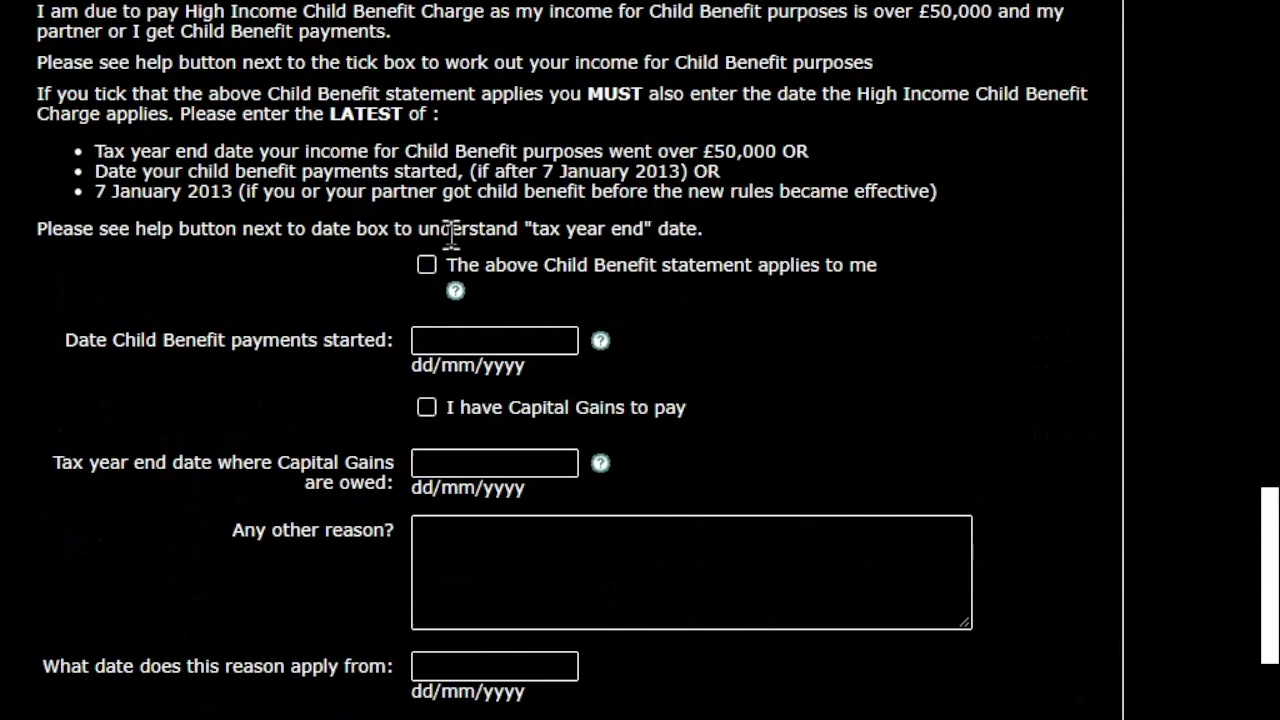 I am due to pay High Income Child Benefit Charge as my income for Child Benefit purposes is over £50,000 and my
partner or I get Child Benefit payments.
Please see help button next to the tick box to work out your income for Child Benefit purposes
If you tick that the above Child Benefit statement applies you MUST also enter the date the High Income Child Benefit
Charge applies. Please enter the LATEST of :
• Tax year end date your income for Child Benefit purposes went over £50,000 OR
• Date your child benefit payments started, (if after 7 January 2013) OR
• 7 January 2013 (if you or your partner got child benefit before the new rules became effective)
Please see help button next to date box to understand "tax year end" date.
The above Child Benefit statement applies to me
?
Date Child Benefit payments started:
?
dd/mm/yyyy
I have Capital Gains to pay
Tax year end date where Capital Gains
are owed:
?
dd/mm/yyyy
Any other reason?
What date does this reason apply from:
dd/mm/yyyy